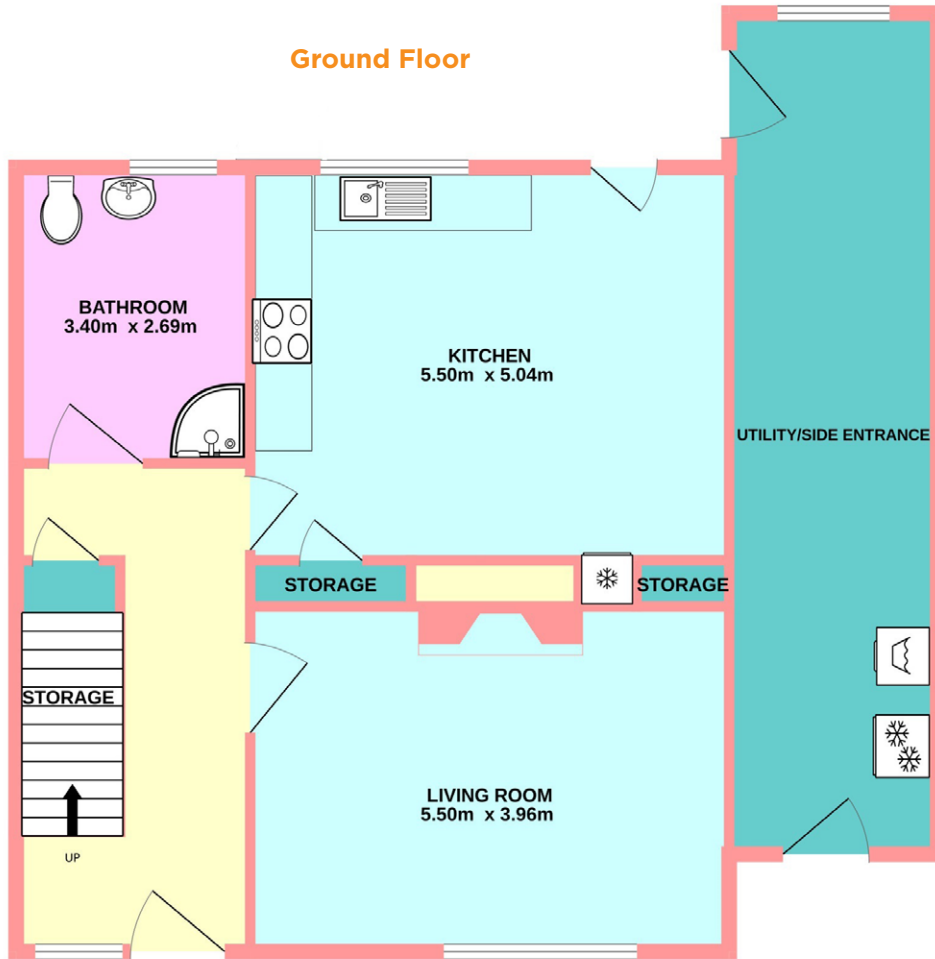 Ground Floor
BATHROOM
3.40m x 2.69m
KITCHEN
5.50m x 5.04m
UTILITY/SIDE ENTRANCE
STORAGE
STORAGE
STORAGE
LIVING ROOM
5.50m x 3.96m
UP